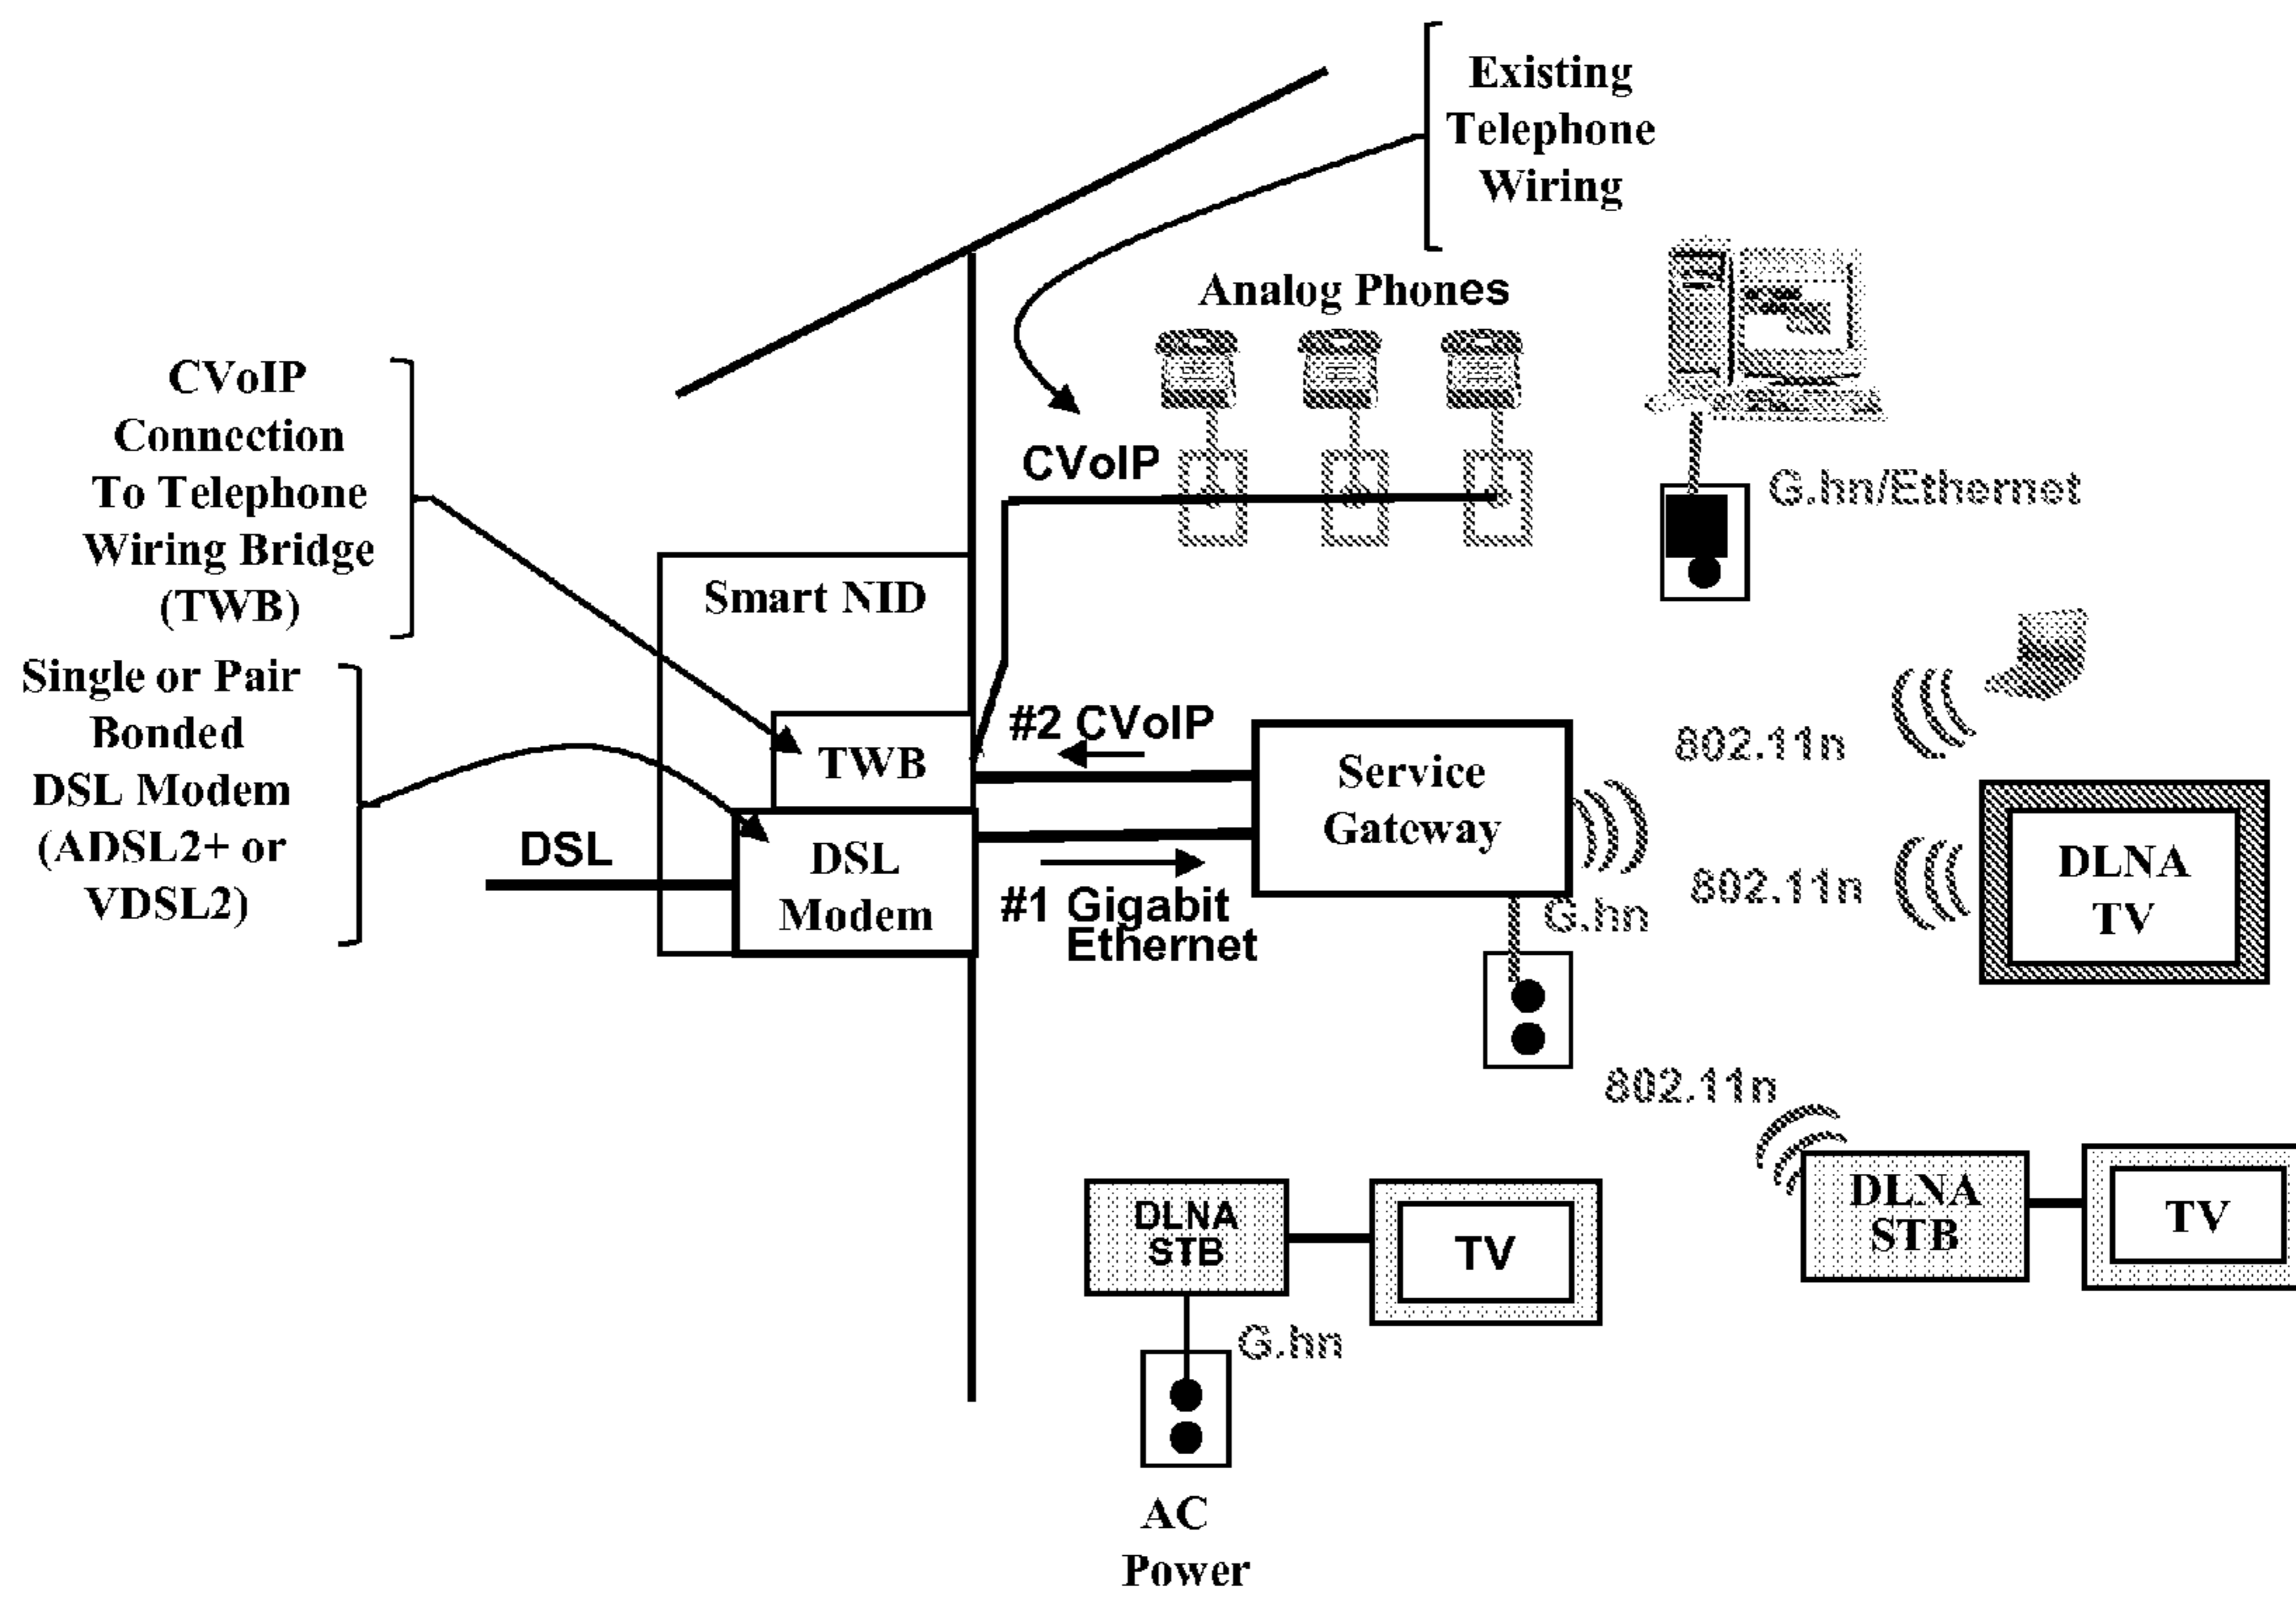 Existing
Telephone
Wiring
Analog Phones
CVoIP
Connection
To Telephone
Wiring Bridge
(TWB)
CVoIP
G.hn/Ethernet
Smart NID
Single or Pair
Bonded
DSL Modem
(ADSL2+ or
VDSL2)
TWB
#2 CVoIP
Service
Gateway
802.11n
DSL
DSL
Modem
#1 Gigabit
Ethernet
G.hn
802.11n
DLNA
TV
802.11n
DLNA
STB
TV
DLNA
STB
TV
G.hn
AC
Power